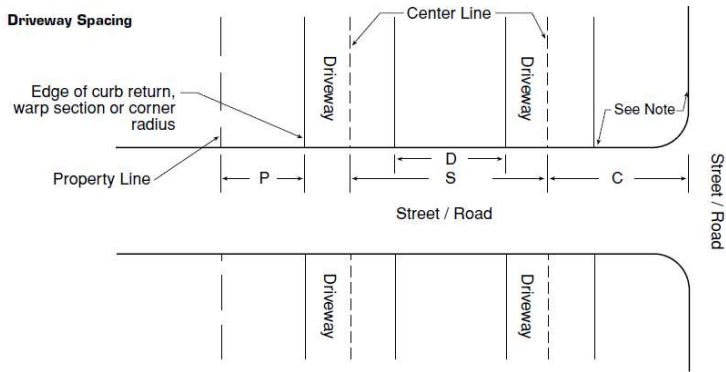 Driveway Spacing
Center Line
Driveway
Driveway
Edge of curb return,
warp section or corner
radius
See Note
Property Line
P
D
S
C
Street / Road
Street / Road
Driveway
Driveway